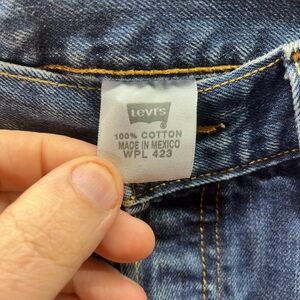 Levi's
®
100% COTTON
MADE IN MEXICO
WPL 423